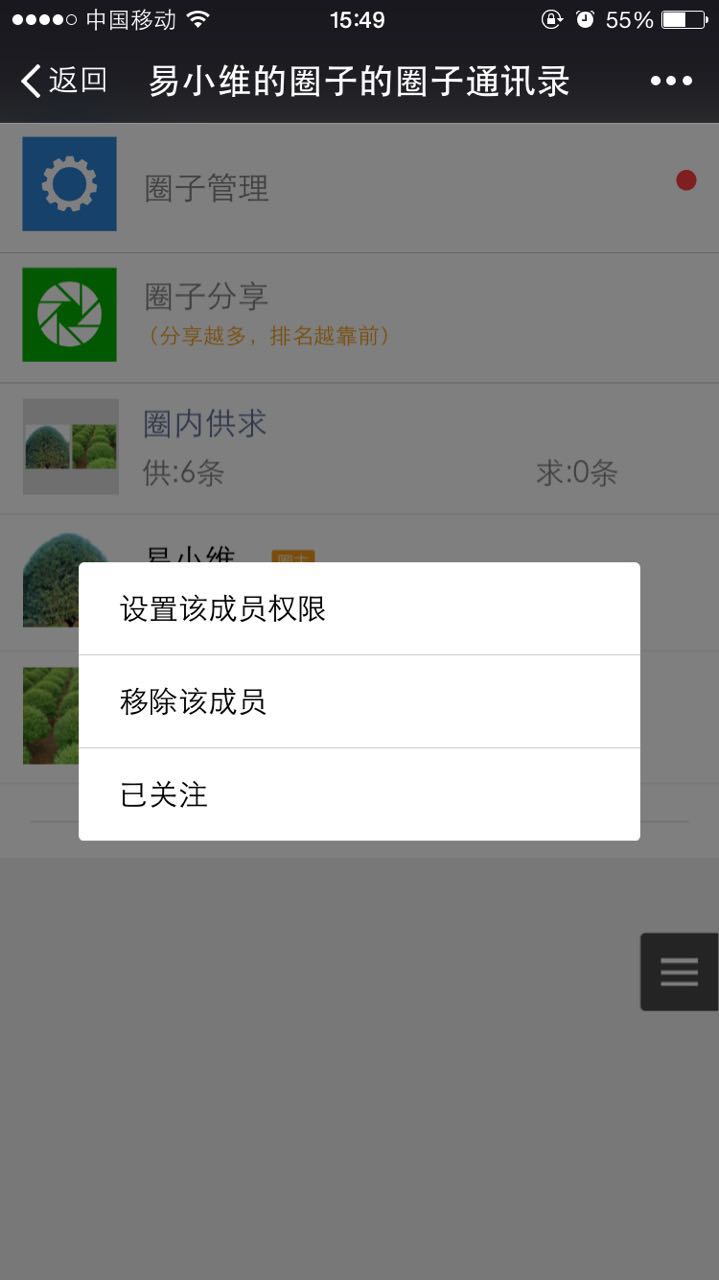 中国移动 15:49 55%
返回 易小维的圈子的圈子通讯录
圈子管理
圈子分享
（分享越多，排名越靠前）
圈内供求
供:6条 求:0条
易小维
设置该成员权限
移除该成员
已关注